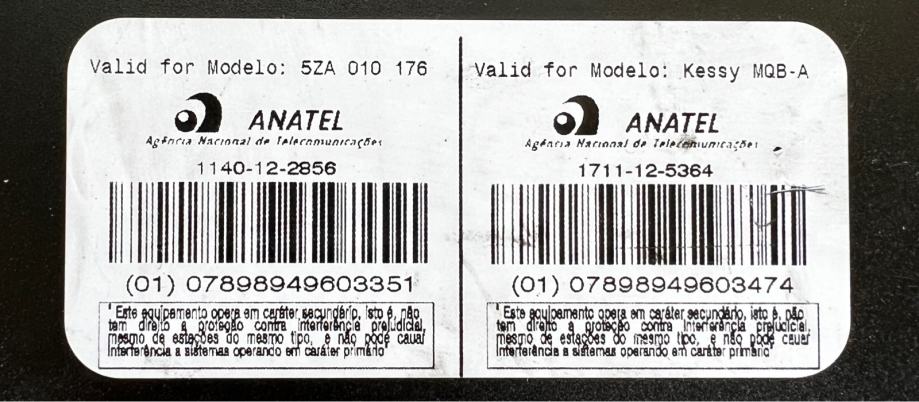 Valid for Modelo: 5ZA 010 176
ANATEL
Agência Nacional de Telecomunicações
1140-12-2856
(01) 07898949603351
"Este equipamento opera em caráter secundário, isto é, não
tem direito a proteção contra interferência prejudicial,
mesmo de estações do mesmo tipo, e não pode causar
interferência a sistemas operando em caráter primário"
Valid for Modelo: Kessy MQB-A
ANATEL
Agência Nacional de Telecomunicações
1711-12-5364
(01) 07898949603474
"Este equipamento opera em caráter secundário, isto é, não
tem direito a proteção contra interferência prejudicial,
mesmo de estações do mesmo tipo, e não pode causar
interferência a sistemas operando em caráter primário"